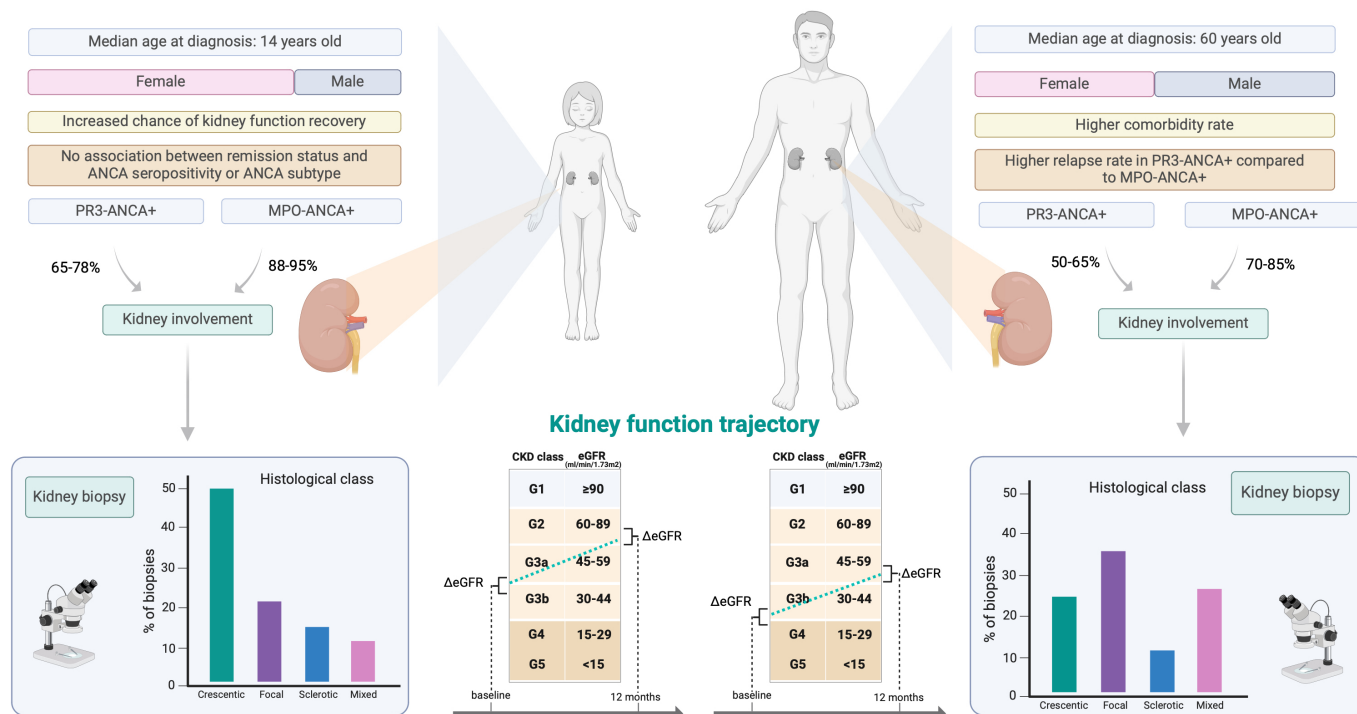 Median age at diagnosis: 14 years old
Female
Male
Increased chance of kidney function recovery
No association between remission status and
ANCA seropositivity or ANCA subtype
PR3-ANCA+
MPO-ANCA+
65-78%
88-95%
Kidney involvement
Kidney biopsy
Histological class
% of biopsies
50
40
30
20
10
0
Crescentic
Focal
Sclerotic
Mixed
Median age at diagnosis: 60 years old
Female
Male
Higher comorbidity rate
Higher relapse rate in PR3-ANCA+ compared
to MPO-ANCA+
PR3-ANCA+
MPO-ANCA+
50-65%
70-85%
Kidney involvement
Kidney function trajectory
CKD class
eGFR
(ml/min/1.73m2)
G1
≥90
G2
60-89
G3a
45-59
G3b
30-44
G4
15-29
G5
<15
ΔeGFR
ΔeGFR
baseline
12 months
CKD class
eGFR
(ml/min/1.73m2)
G1
≥90
G2
60-89
G3a
45-59
G3b
30-44
G4
15-29
G5
<15
ΔeGFR
ΔeGFR
baseline
12 months
Histological class
Kidney biopsy
% of biopsies
50
40
30
20
10
0
Crescentic
Focal
Sclerotic
Mixed